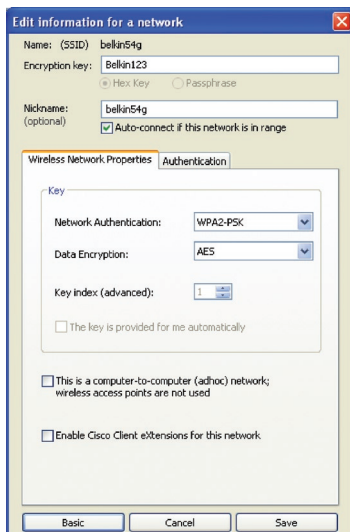 Edit information for a network
Name: (SSID) belkin54g
Encryption key: Belkin123
Hex Key Passphrase
Nickname: belkin54g
(optional)
Auto-connect if this network is in range
Wireless Network Properties Authentication
Key
Network Authentication: WPA2-PSK
Data Encryption: AES
Key index (advanced): 1
The key is provided for me automatically
This is a computer-to-computer (adhoc) network;
wireless access points are not used
Enable Cisco Client eXtensions for this network
Basic Cancel Save